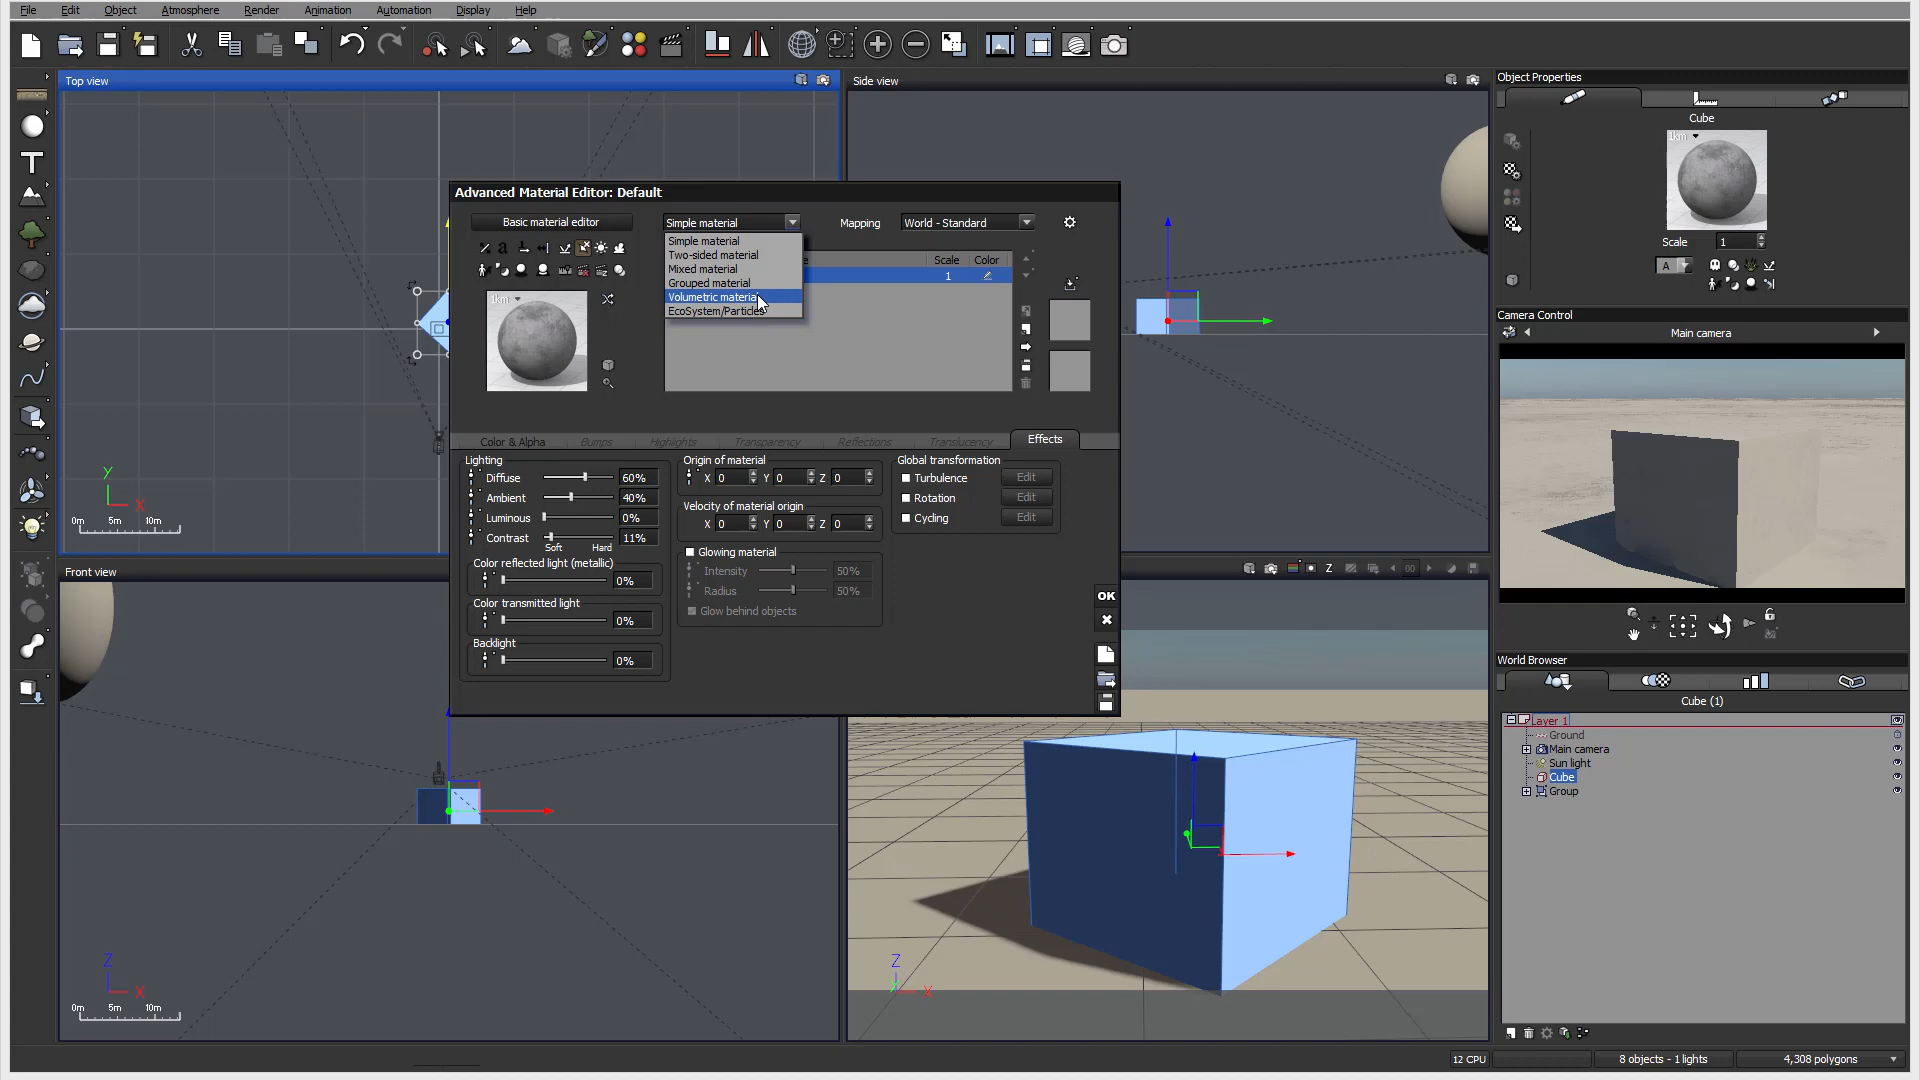 File Edit Object Atmosphere Render Animation Automation Display Help
Top view
Side view
Object Properties
Cube
1km
Scale 1
A
Camera Control
Main camera
Advanced Material Editor: Default
Basic material editor
Simple material
Mapping World - Standard
Simple material
Two-sided material
Mixed material
Grouped material
Volumetric material
EcoSystem/Particles
Scale Color
1
1km
Color & Alpha Bumps Highlights Transparency Reflections Translucency Effects
Lighting
Diffuse 60%
Ambient 40%
Luminous 0%
Contrast 11%
Soft Hard
Color reflected light (metallic)
0%
Color transmitted light
0%
Backlight
0%
Origin of material
X 0 Y 0 Z 0
Velocity of material origin
X 0 Y 0 Z 0
Glowing material
Intensity 50%
Radius 50%
Glow behind objects
Global transformation
Turbulence Edit
Rotation Edit
Cycling Edit
OK
Y
X
0m 5m 10m
Front view
Z
X
0m 5m 10m
Z
00
Z
Y
X
World Browser
Cube (1)
Layer 1
Ground
Main camera
Sun light
Cube
Group
12 CPU
8 objects - 1 lights
4,308 polygons